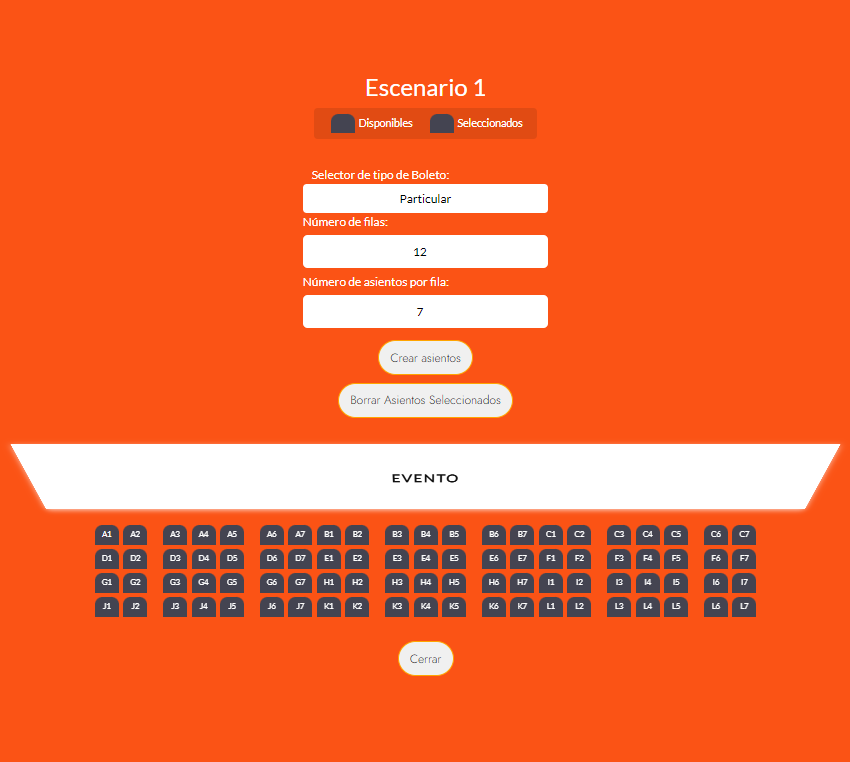 Escenario 1
Disponibles Seleccionados
Selector de tipo de Boleto:
Particular
Número de filas:
12
Número de asientos por fila:
7
Crear asientos
Borrar Asientos Seleccionados
EVENTO
A1 A2 A3 A4 A5 A6 A7 B1 B2 B3 B4 B5 B6 B7 C1 C2 C3 C4 C5 C6 C7
D1 D2 D3 D4 D5 D6 D7 E1 E2 E3 E4 E5 E6 E7 F1 F2 F3 F4 F5 F6 F7
G1 G2 G3 G4 G5 G6 G7 H1 H2 H3 H4 H5 H6 H7 I1 I2 I3 I4 I5 I6 I7
J1 J2 J3 J4 J5 J6 J7 K1 K2 K3 K4 K5 K6 K7 L1 L2 L3 L4 L5 L6 L7
Cerrar